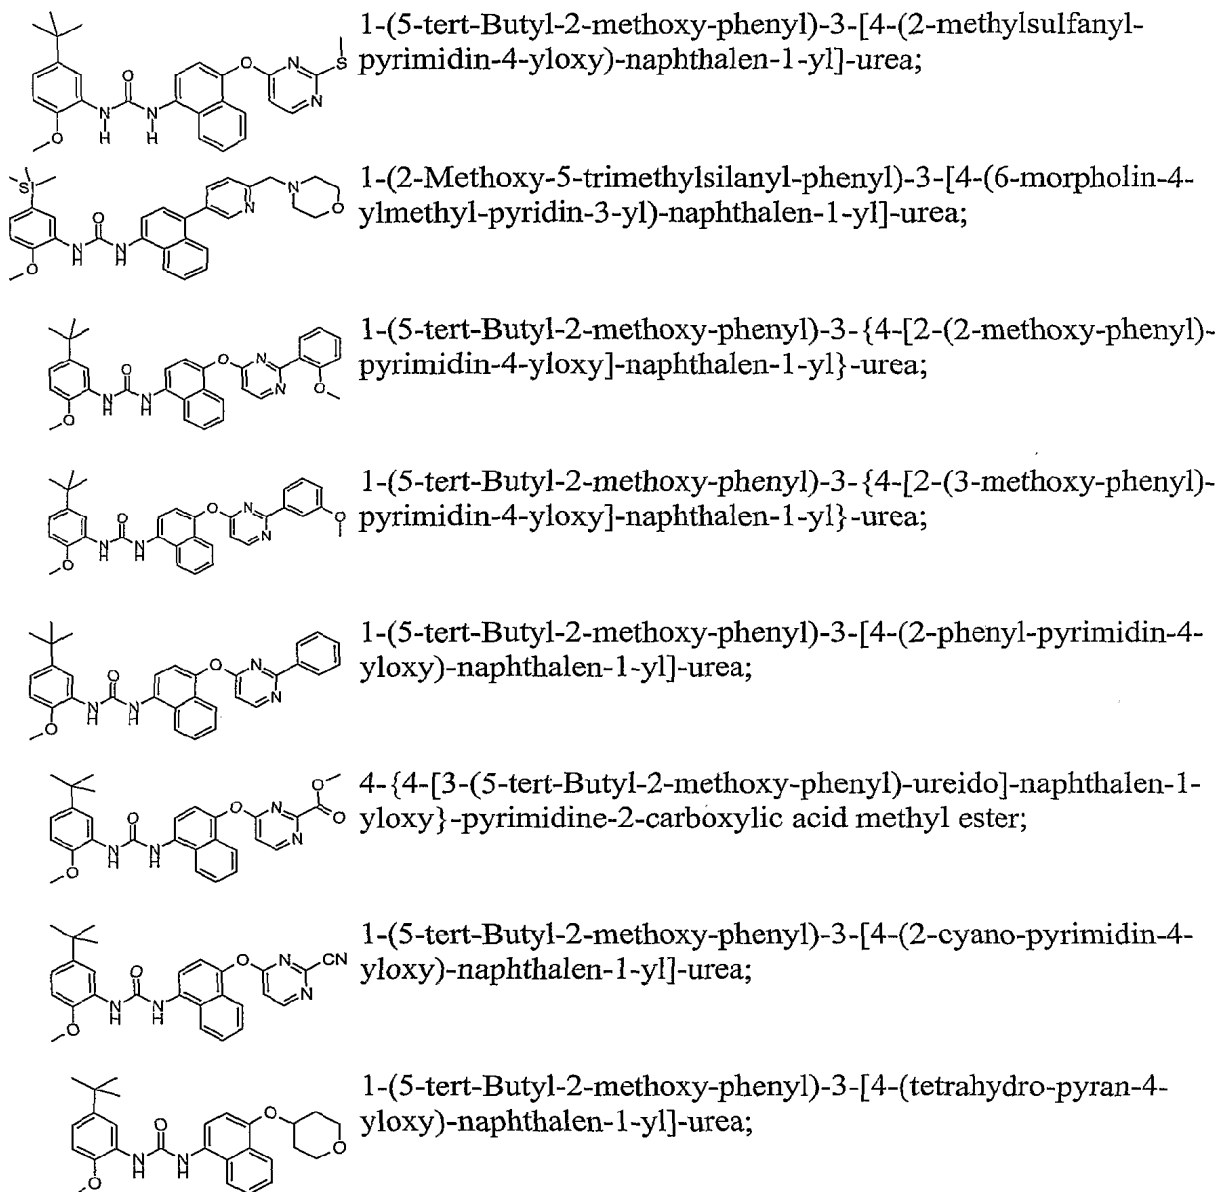 1-(5-tert-Butyl-2-methoxy-phenyl)-3-[4-(2-methylsulfanyl-
pyrimidin-4-yloxy)-naphthalen-1-yl]-urea;
1-(2-Methoxy-5-trimethylsilanyl-phenyl)-3-[4-(6-morpholin-4-
ylmethyl-pyridin-3-yl)-naphthalen-1-yl]-urea;
1-(5-tert-Butyl-2-methoxy-phenyl)-3-{4-[2-(2-methoxy-phenyl)-
pyrimidin-4-yloxy]-naphthalen-1-yl}-urea;
1-(5-tert-Butyl-2-methoxy-phenyl)-3-{4-[2-(3-methoxy-phenyl)-
pyrimidin-4-yloxy]-naphthalen-1-yl}-urea;
1-(5-tert-Butyl-2-methoxy-phenyl)-3-[4-(2-phenyl-pyrimidin-4-
yloxy)-naphthalen-1-yl]-urea;
4-{4-[3-(5-tert-Butyl-2-methoxy-phenyl)-ureido]-naphthalen-1-
yloxy}-pyrimidine-2-carboxylic acid methyl ester;
1-(5-tert-Butyl-2-methoxy-phenyl)-3-[4-(2-cyano-pyrimidin-4-
yloxy)-naphthalen-1-yl]-urea;
1-(5-tert-Butyl-2-methoxy-phenyl)-3-[4-(tetrahydro-pyran-4-
yloxy)-naphthalen-1-yl]-urea;